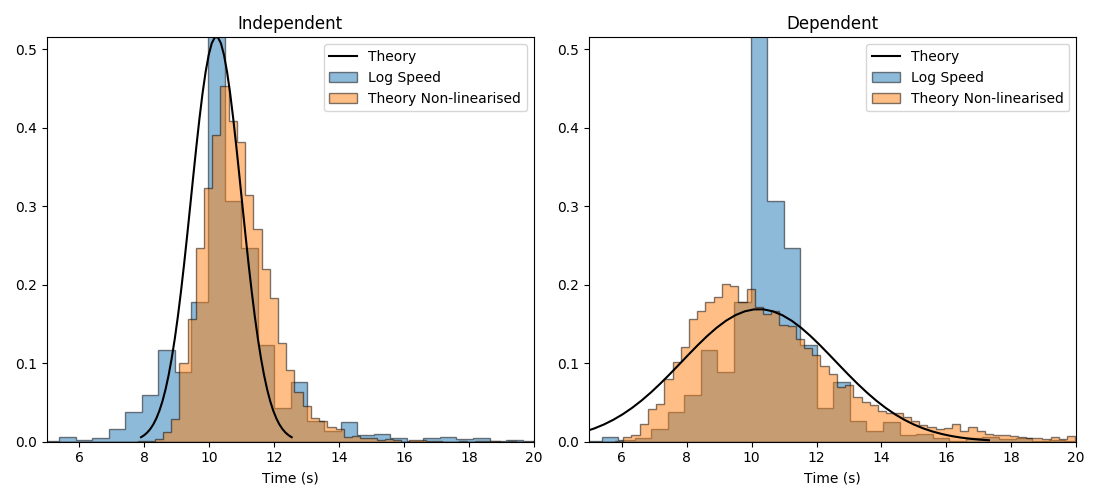 Independent
Theory
Log Speed
Theory Non-linearised
0.5
0.4
0.3
0.2
0.1
0.0
6 8 10 12 14 16 18 20
Time (s)
Dependent
Theory
Log Speed
Theory Non-linearised
0.5
0.4
0.3
0.2
0.1
0.0
6 8 10 12 14 16 18 20
Time (s)